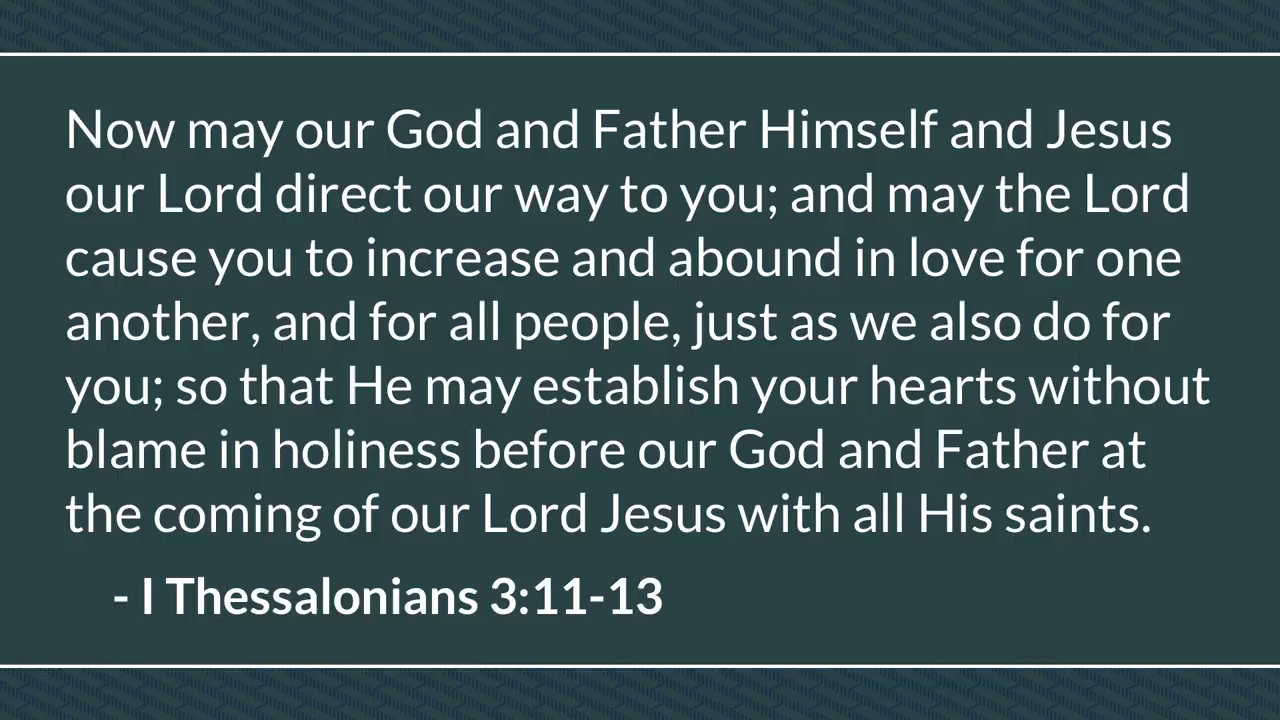 Now may our God and Father Himself and Jesus
our Lord direct our way to you; and may the Lord
cause you to increase and abound in love for one
another, and for all people, just as we also do for
you; so that He may establish your hearts without
blame in holiness before our God and Father at
the coming of our Lord Jesus with all His saints.
- I Thessalonians 3:11-13